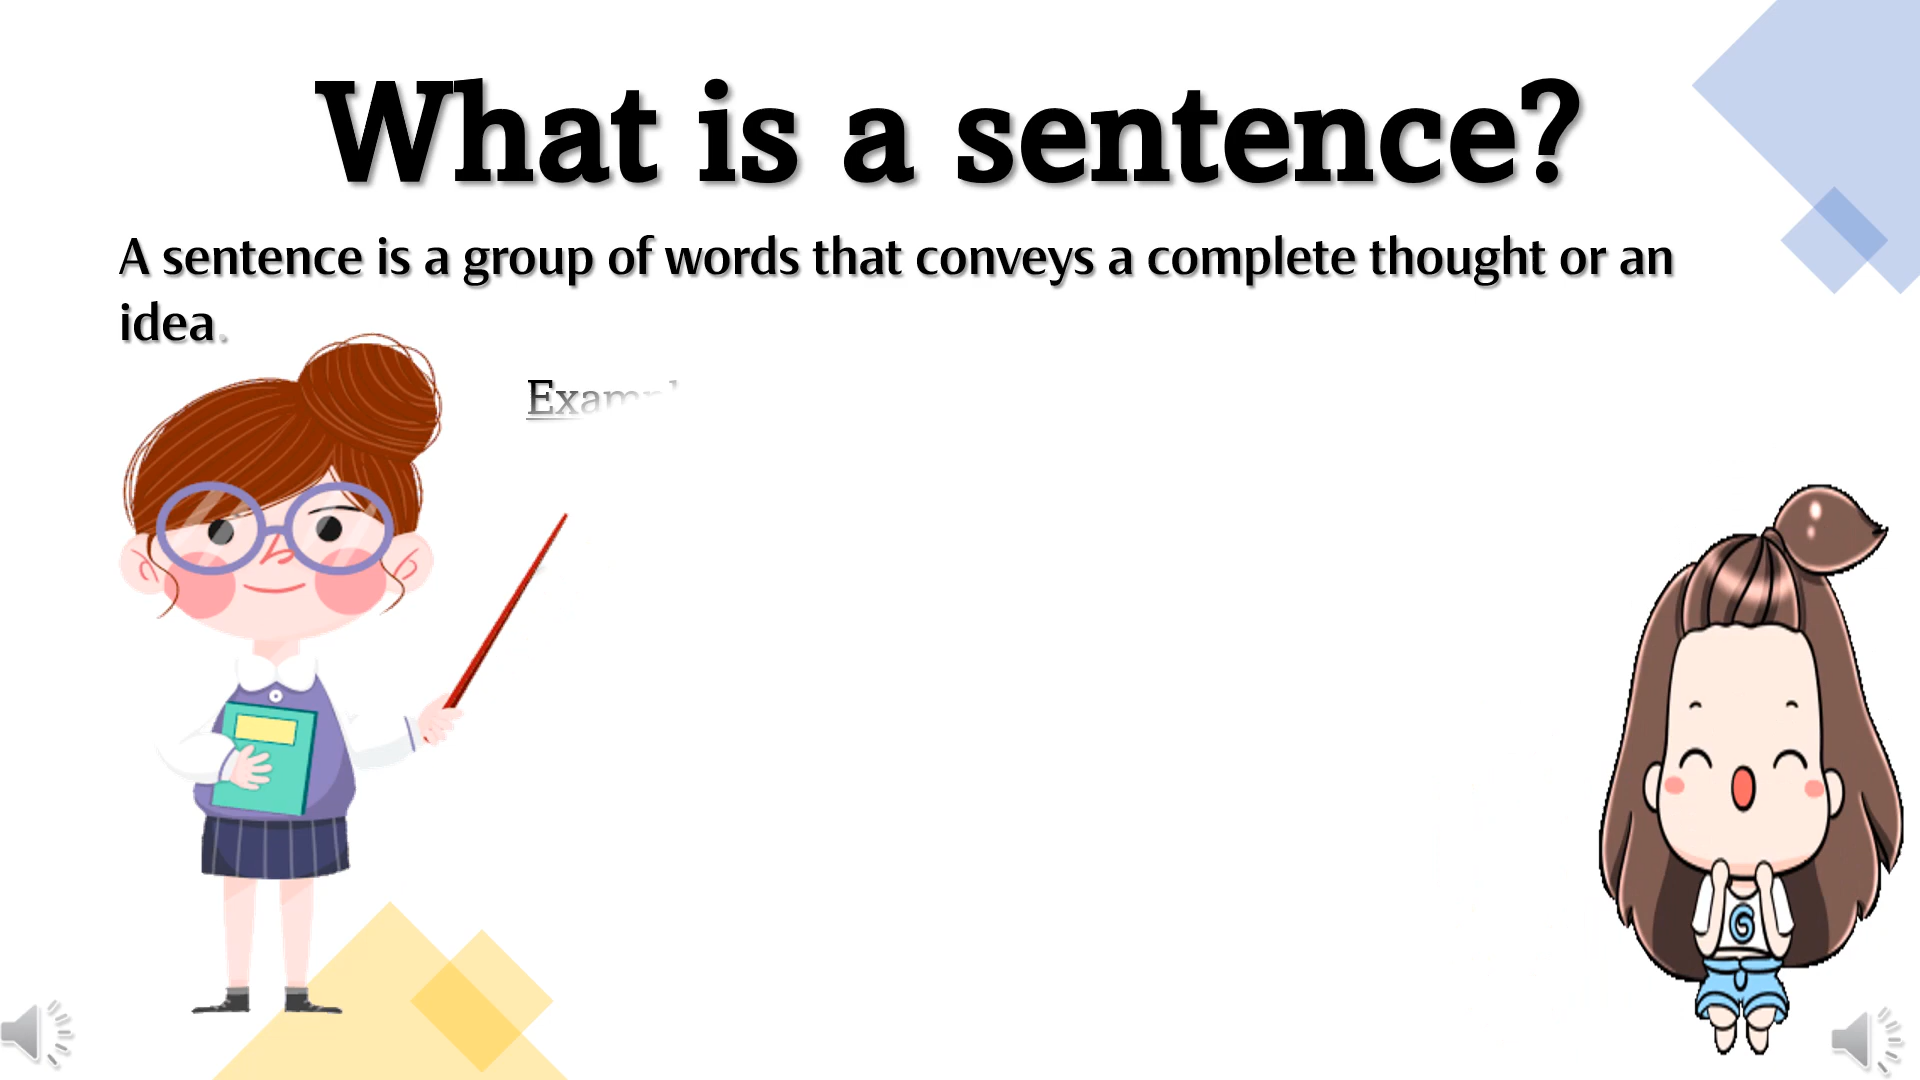 What is a sentence?
A sentence is a group of words that conveys a complete thought or an
idea.
G